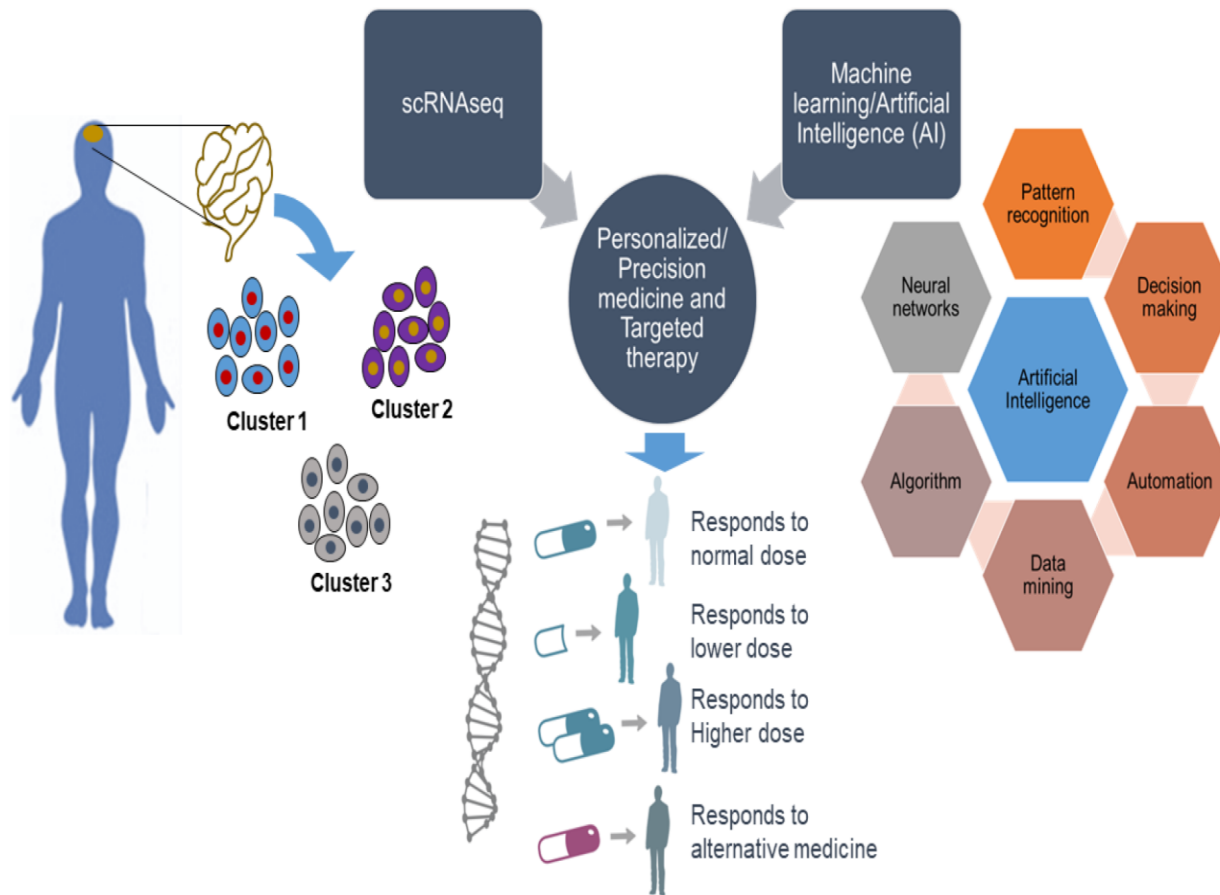 scRNAseq
Machine
learning/Artificial
Intelligence (AI)
Personalized/
Precision
medicine and
Targeted
therapy
Cluster 1
Cluster 2
Cluster 3
Responds to
normal dose
Responds to
lower dose
Responds to
Higher dose
Responds to
alternative medicine
Pattern
recognition
Decision
making
Automation
Data
mining
Algorithm
Neural
networks
Artificial
Intelligence